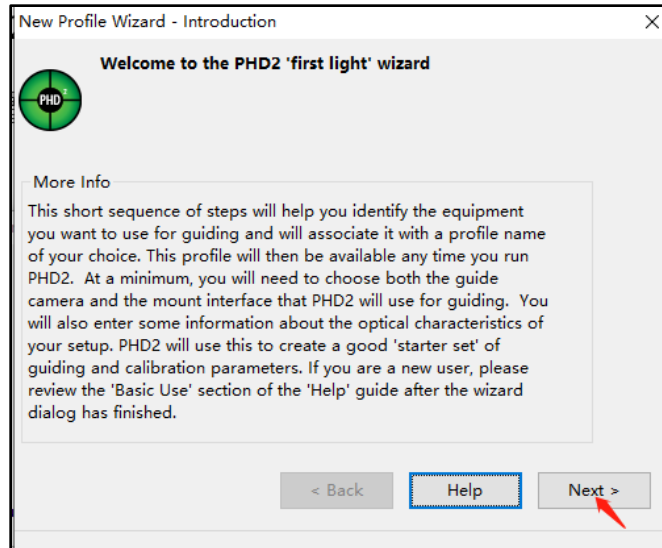 New Profile Wizard - Introduction
Welcome to the PHD2 'first light' wizard
PHD 2
More Info
This short sequence of steps will help you identify the equipment
you want to use for guiding and will associate it with a profile name
of your choice. This profile will then be available any time you run
PHD2.  At a minimum, you will need to choose both the guide
camera and the mount interface that PHD2 will use for guiding.  You
will also enter some information about the optical characteristics of
your setup. PHD2 will use this to create a good 'starter set' of
guiding and calibration parameters. If you are a new user, please
review the 'Basic Use' section of the 'Help' guide after the wizard
dialog has finished.
< Back Help Next >